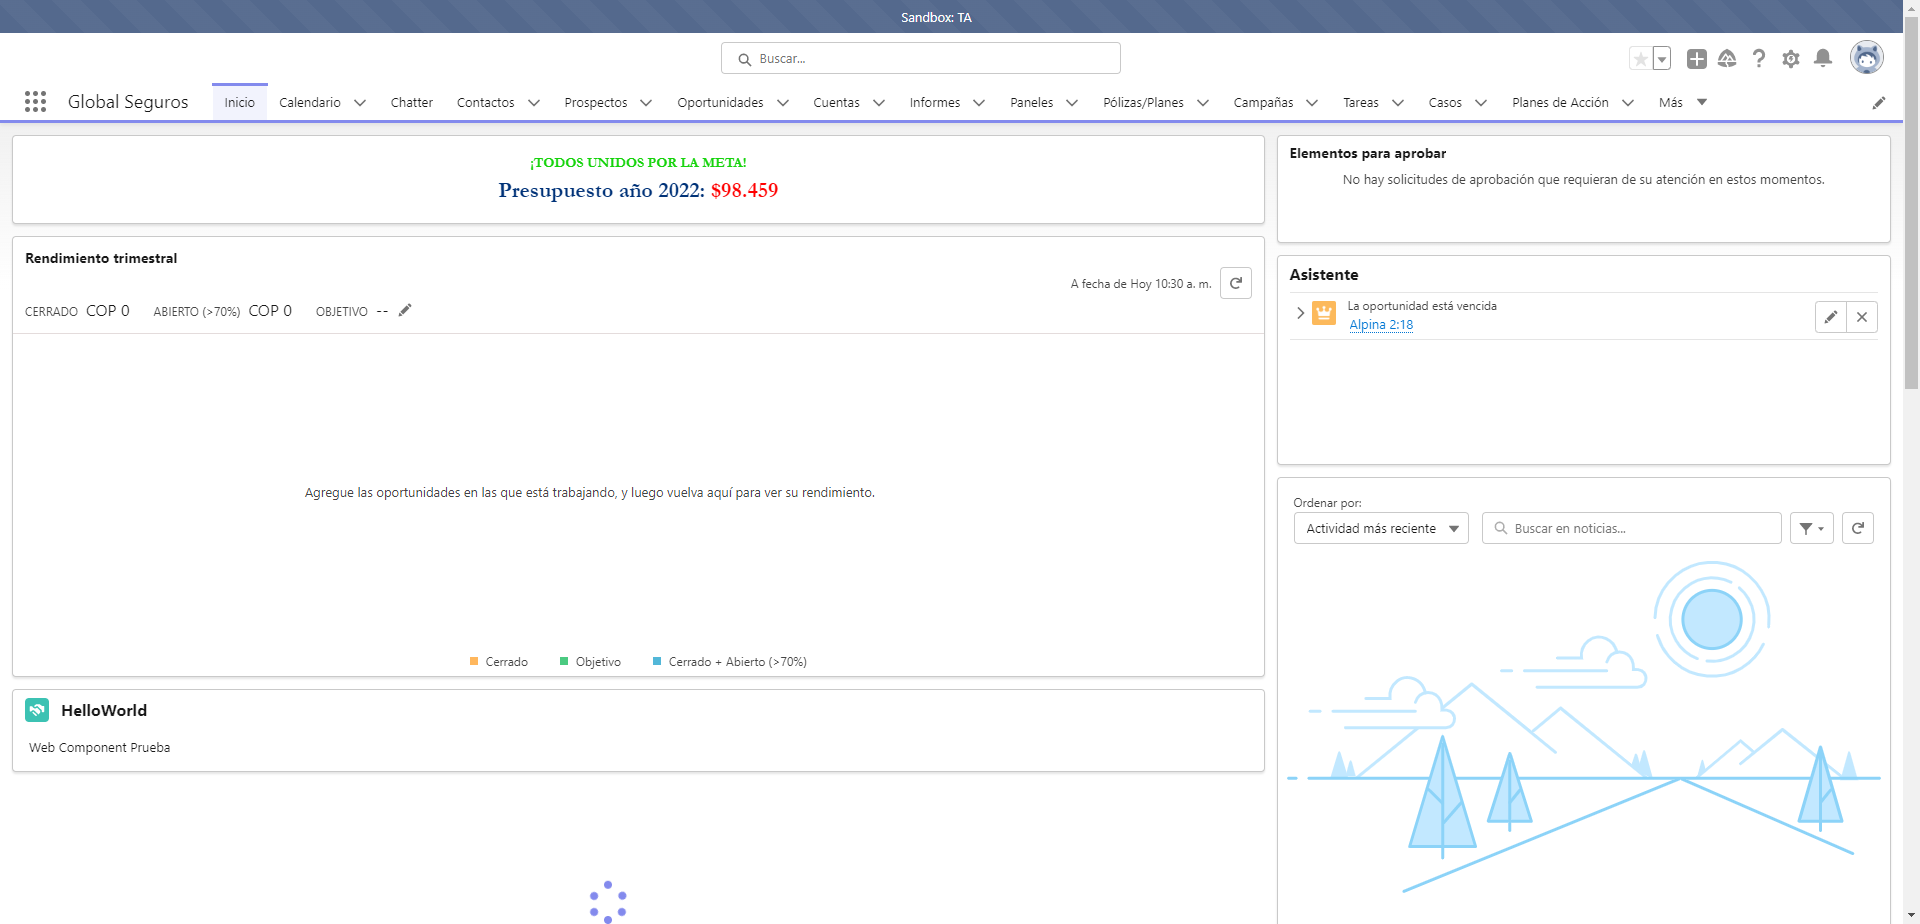 Sandbox: TA
Buscar...
Global Seguros
Inicio Calendario Chatter Contactos Prospectos Oportunidades Cuentas Informes Paneles Pólizas/Planes Campañas Tareas Casos Planes de Acción Más
¡TODOS UNIDOS POR LA META!
Presupuesto año 2022: $98.459
Rendimiento trimestral
A fecha de Hoy 10:30 a. m.
CERRADO COP 0 ABIERTO (>70%) COP 0 OBJETIVO --
Agregue las oportunidades en las que está trabajando, y luego vuelva aquí para ver su rendimiento.
Cerrado Objetivo Cerrado + Abierto (>70%)
HelloWorld
Web Component Prueba
Elementos para aprobar
No hay solicitudes de aprobación que requieran de su atención en estos momentos.
Asistente
La oportunidad está vencida
Alpina 2:18
Ordenar por:
Actividad más reciente Buscar en noticias...